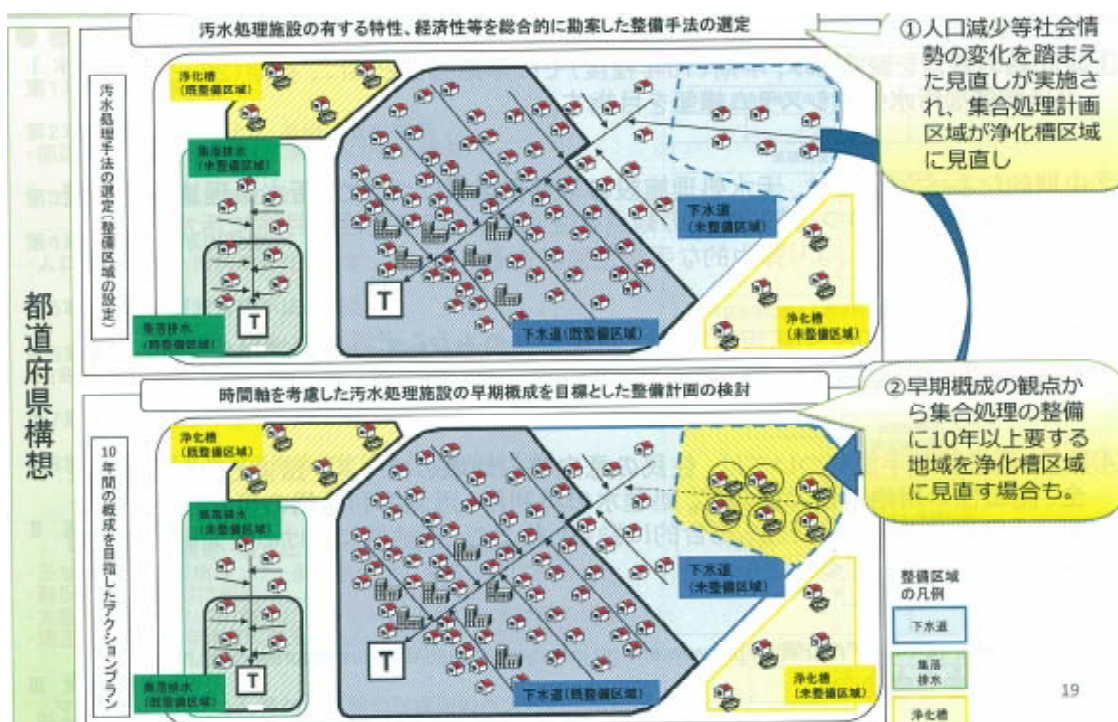 汚水処理施設の有する特性、経済性等を総合的に勘案した整備手法の選定
①人口減少等社会情
勢の変化を踏まえ
た見直しが実施さ
れ、集合処理計画
区域が浄化槽区域
に見直し
都道府県構想
汚水処理手法の選定(整備区域の設定)
浄化槽
(既整備区域)
集落排水
(未整備区域)
下水道
(未整備区域)
T
T
集落排水
(既整備区域)
下水道(既整備区域)
浄化槽
(未整備区域)
時間軸を考慮した汚水処理施設の早期概成を目標とした整備計画の検討
②早期概成の観点か
ら集合処理の整備
に10年以上要する
地域を浄化槽区域
に見直す場合も。
10年間の概成を目指したアクションプラン
浄化槽
(既整備区域)
集落排水
(未整備区域)
下水道
(未整備区域)
T
T
集落排水
(既整備区域)
下水道(既整備区域)
浄化槽
(未整備区域)
整備区域
の凡例
下水道
集落
排水
浄化槽
19